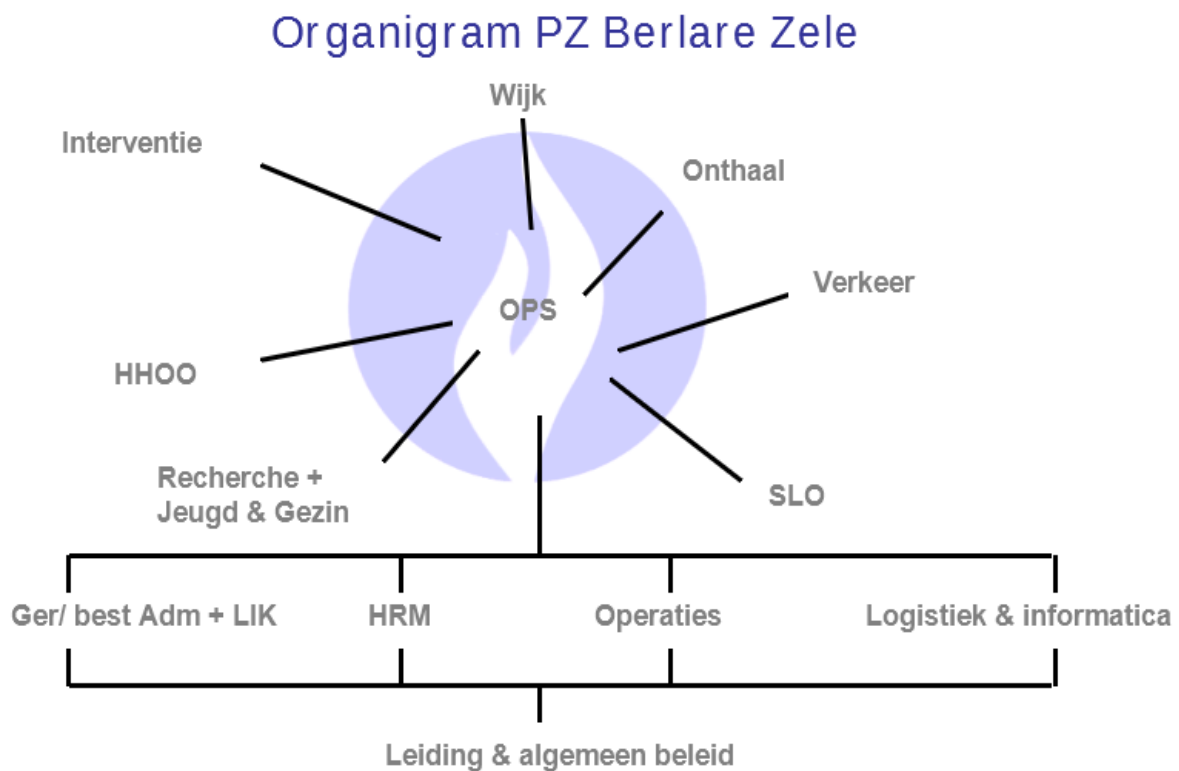 Organigram PZ Berlare Zele
Wijk
Interventie
Onthaal
Verkeer
OPS
HHOO
Recherche +
Jeugd & Gezin
SLO
Ger/ best Adm + LIK
HRM
Operaties
Logistiek & informatica
Leiding & algemeen beleid